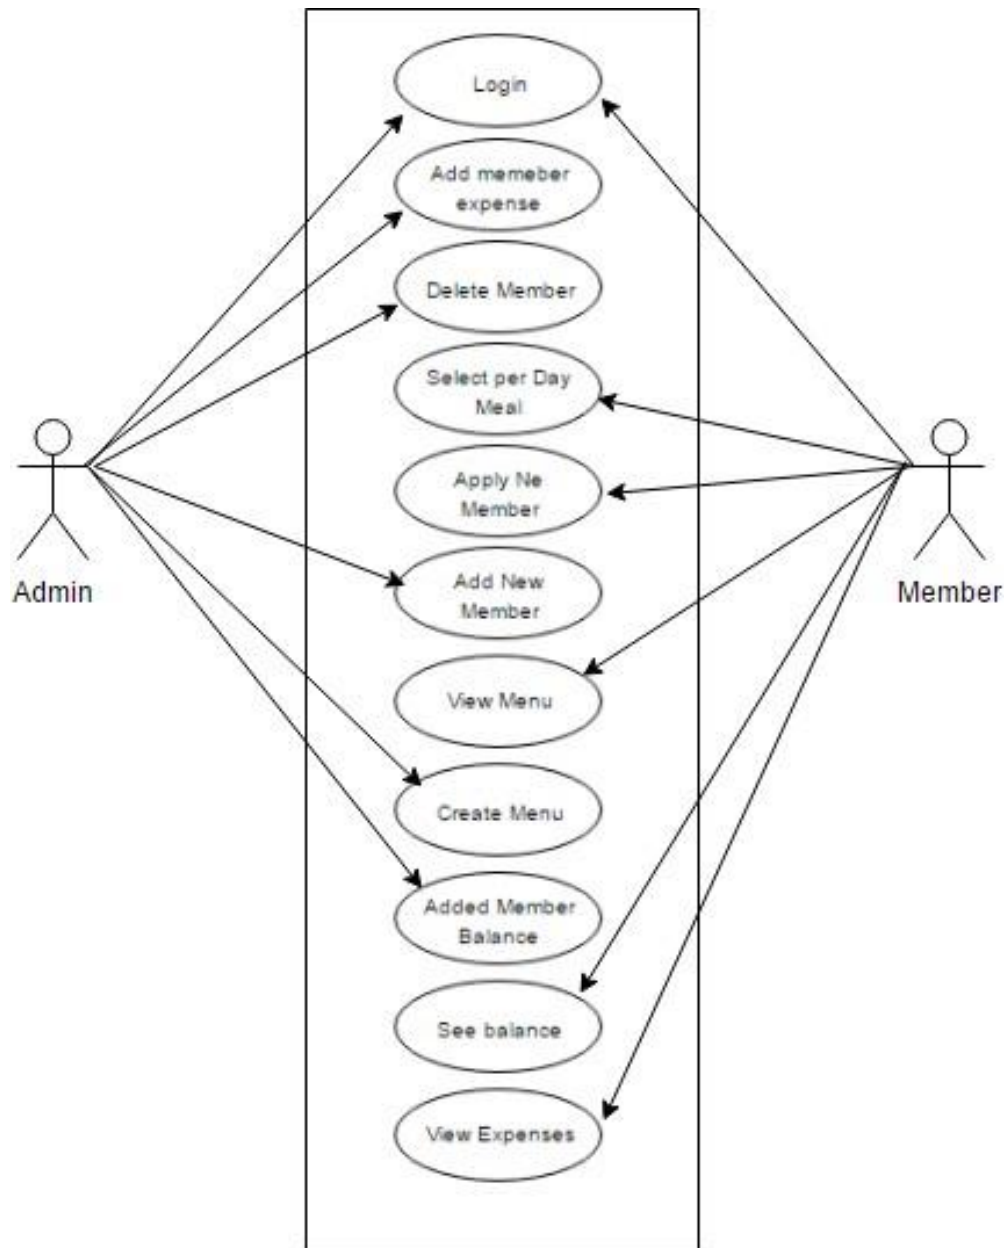 Login
Add memeber
expense
Delete Member
Select per Day
Meal
Apply Ne
Member
Admin
Member
Add New
Member
View Menu
Create Menu
Added Member
Balance
See balance
View Expenses